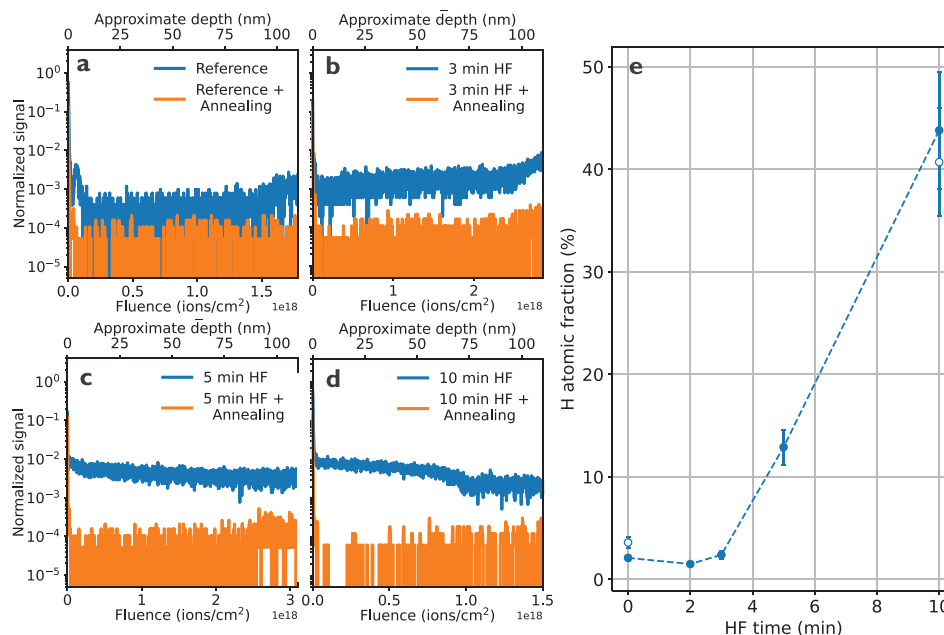 Approximate depth (nm)
0 25 50 75 100
a
Reference
Reference +
Annealing
Normalized signal
10⁰
10⁻¹
10⁻²
10⁻³
10⁻⁴
10⁻⁵
0.0 0.5 1.0 1.5
Fluence (ions/cm²) 1e18
Approximate depth (nm)
0 25 50 75 100
b
3 min HF
3 min HF +
Annealing
0 1 2
Fluence (ions/cm²) 1e18
Approximate depth (nm)
0 25 50 75 100
c
5 min HF
5 min HF +
Annealing
Normalized signal
10⁰
10⁻¹
10⁻²
10⁻³
10⁻⁴
10⁻⁵
0 1 2 3
Fluence (ions/cm²) 1e18
Approximate depth (nm)
0 25 50 75 100
d
10 min HF
10 min HF +
Annealing
0.0 0.5 1.0 1.5
Fluence (ions/cm²) 1e18
e
H atomic fraction (%)
50
40
30
20
10
0
0 2 4 6 8 10
HF time (min)